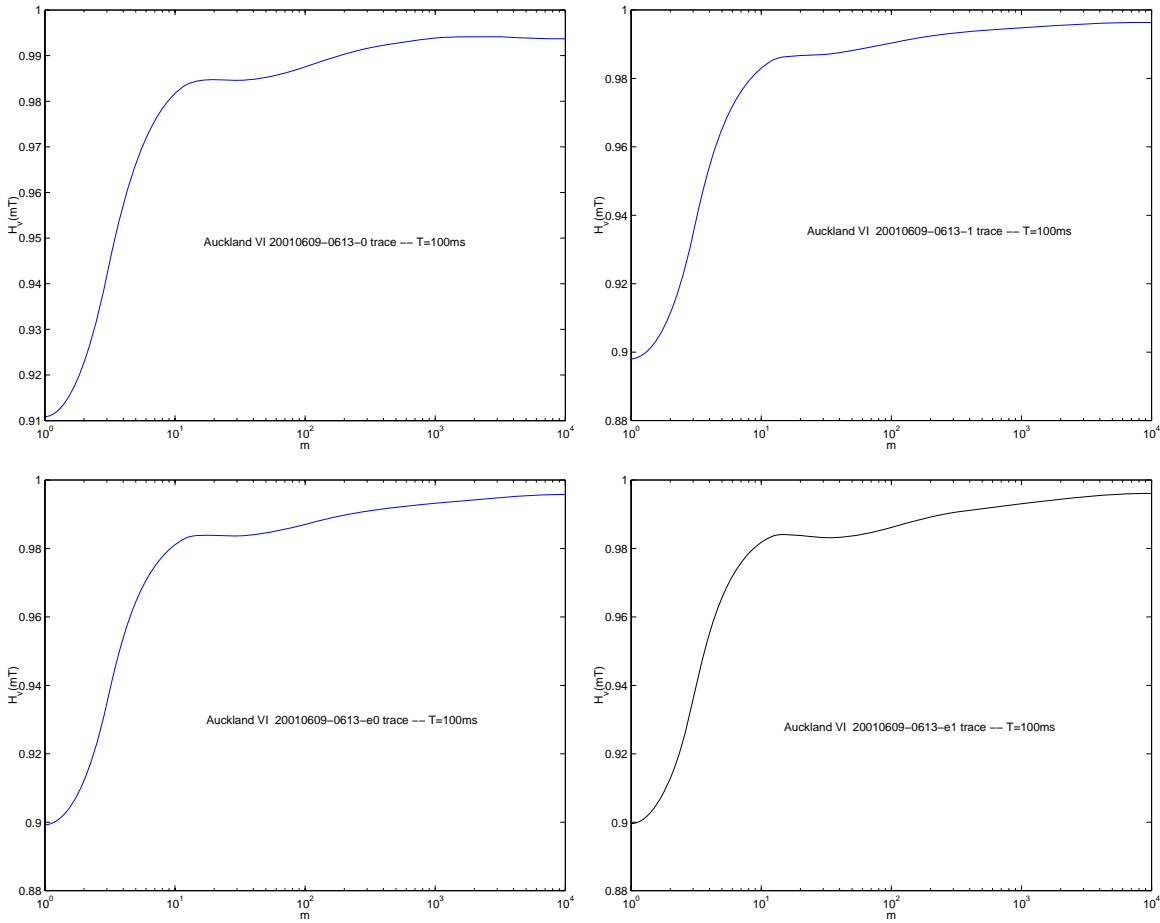 1
0.99
0.98
0.97
0.96
0.95
0.94
0.93
0.92
0.91
H_v(mT)
Auckland VI 20010609−0613−0 trace −− T=100ms
10^0 10^1 10^2 10^3 10^4
m
1
0.98
0.96
0.94
0.92
0.9
0.88
H_v(mT)
Auckland VI 20010609−0613−1 trace −− T=100ms
10^0 10^1 10^2 10^3 10^4
m
1
0.98
0.96
0.94
0.92
0.9
0.88
H_v(mT)
Auckland VI 20010609−0613−e0 trace −− T=100ms
10^0 10^1 10^2 10^3 10^4
m
1
0.98
0.96
0.94
0.92
0.9
0.88
H_v(mT)
Auckland VI 20010609−0613−e1 trace −− T=100ms
10^0 10^1 10^2 10^3 10^4
m